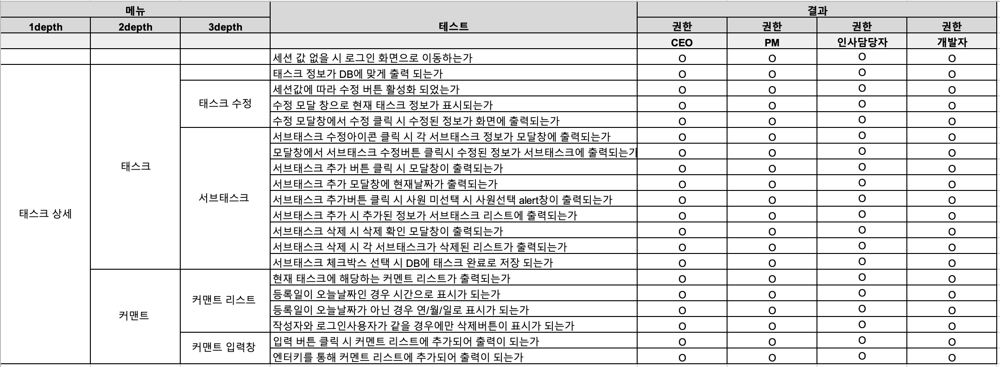 메뉴 결과
1depth 2depth 3depth 테스트 권한 권한 권한 권한
CEO PM 인사담당자 개발자
세션 값 없을 시 로그인 화면으로 이동하는가 O O O O
태스크 정보가 DB에 맞게 출력 되는가 O O O O
세션값에 따라 수정 버튼 활성화 되었는가 O O O O
태스크 수정 수정 모달 창으로 현재 태스크 정보가 표시되는가 O O O O
수정 모달창에서 수정 클릭 시 수정된 정보가 화면에 출력되는가 O O O O
서브태스크 수정아이콘 클릭 시 각 서브태스크 정보가 모달창에 출력되는가 O O O O
모달창에서 서브태스크 수정버튼 클릭시 수정된 정보가 서브태스크에 출력되는가 O O O O
태스크 서브태스크 추가 버튼 클릭 시 모달창이 출력되는가 O O O O
서브태스크 추가 모달창에 현재날짜가 출력되는가 O O O O
서브태스크 서브태스크 추가버튼 클릭 시 사원 미선택 시 사원선택 alert창이 출력되는가 O O O O
태스크 상세 서브태스크 추가 시 추가된 정보가 서브태스크 리스트에 출력되는가 O O O O
서브태스크 삭제 시 삭제 확인 모달창이 출력되는가 O O O O
서브태스크 삭제 시 각 서브태스크가 삭제된 리스트가 출력되는가 O O O O
서브태스크 체크박스 선택 시 DB에 태스크 완료로 저장 되는가 O O O O
현재 태스크에 해당하는 커멘트 리스트가 출력되는가 O O O O
커맨트 리스트 등록일이 오늘날짜인 경우 시간으로 표시가 되는가 O O O O
커맨트 등록일이 오늘날짜가 아닌 경우 연/월/일로 표시가 되는가 O O O O
작성자와 로그인사용자가 같을 경우에만 삭제버튼이 표시가 되는가 O O O O
커맨트 입력창 입력 버튼 클릭 시 커멘트 리스트에 추가되어 출력이 되는가 O O O O
엔터키를 통해 커멘트 리스트에 추가되어 출력이 되는가 O O O O